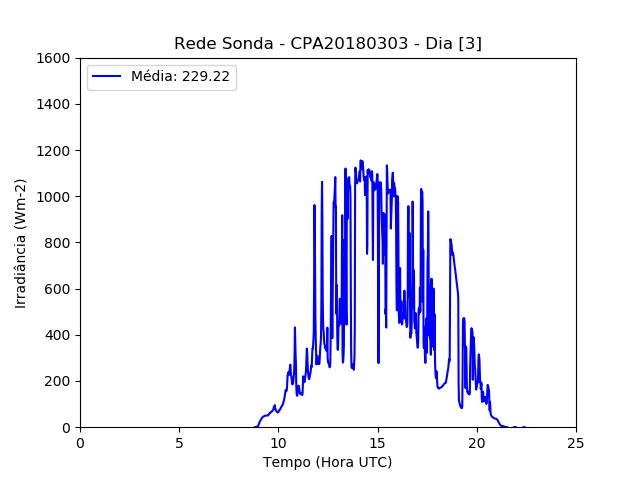 Rede Sonda - CPA20180303 - Dia [3]
Média: 229.22
Irradiância (Wm-2)
1600
1400
1200
1000
800
600
400
200
0
0 5 10 15 20 25
Tempo (Hora UTC)